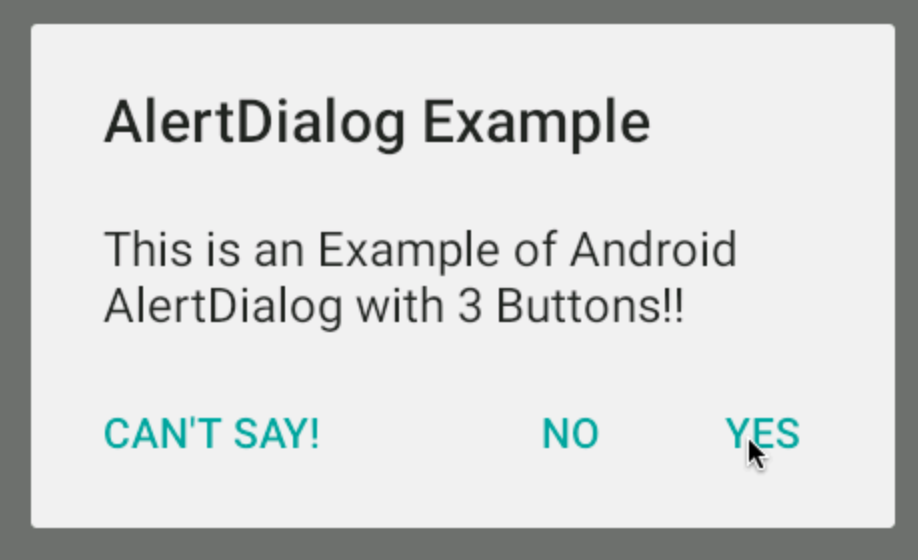 AlertDialog Example
This is an Example of Android
AlertDialog with 3 Buttons!!
CAN'T SAY! NO YES